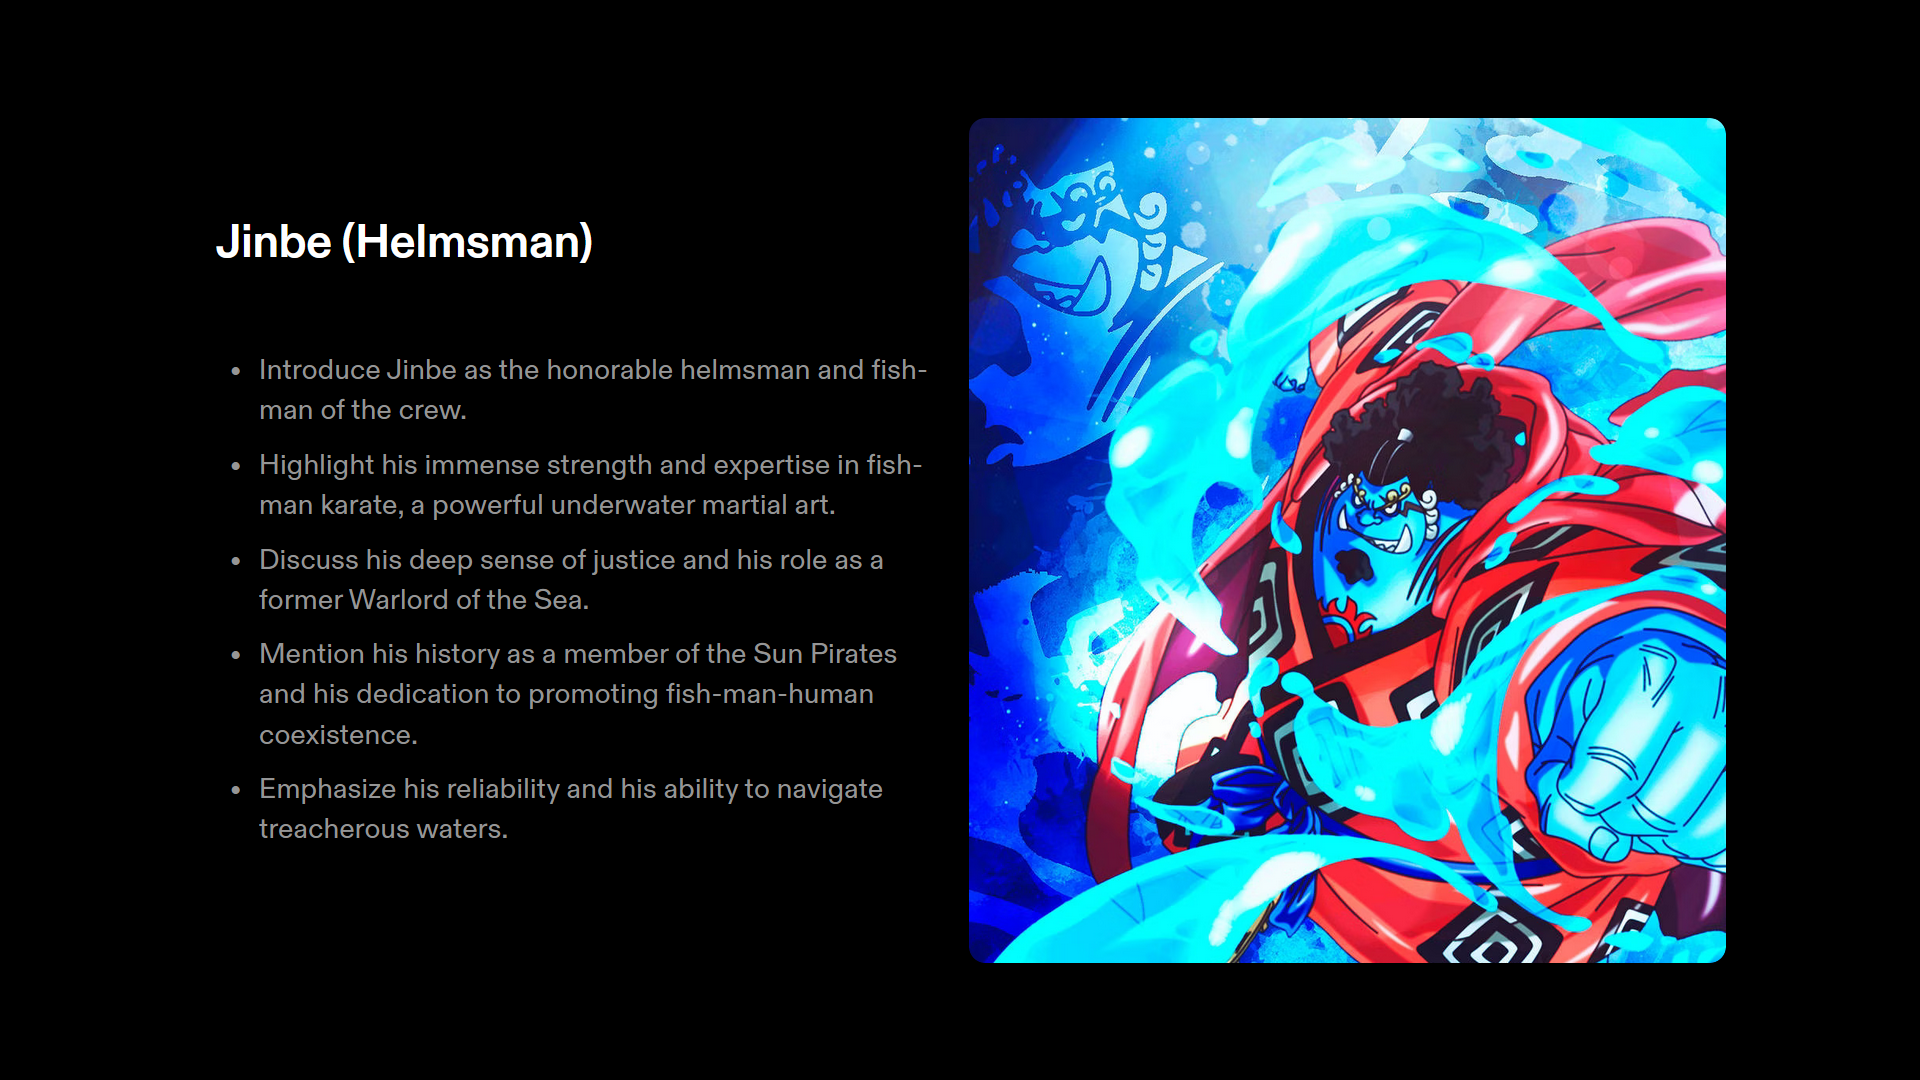 Jinbe (Helmsman)
• Introduce Jinbe as the honorable helmsman and fish-
man of the crew.
• Highlight his immense strength and expertise in fish-
man karate, a powerful underwater martial art.
• Discuss his deep sense of justice and his role as a
former Warlord of the Sea.
• Mention his history as a member of the Sun Pirates
and his dedication to promoting fish-man-human
coexistence.
• Emphasize his reliability and his ability to navigate
treacherous waters.